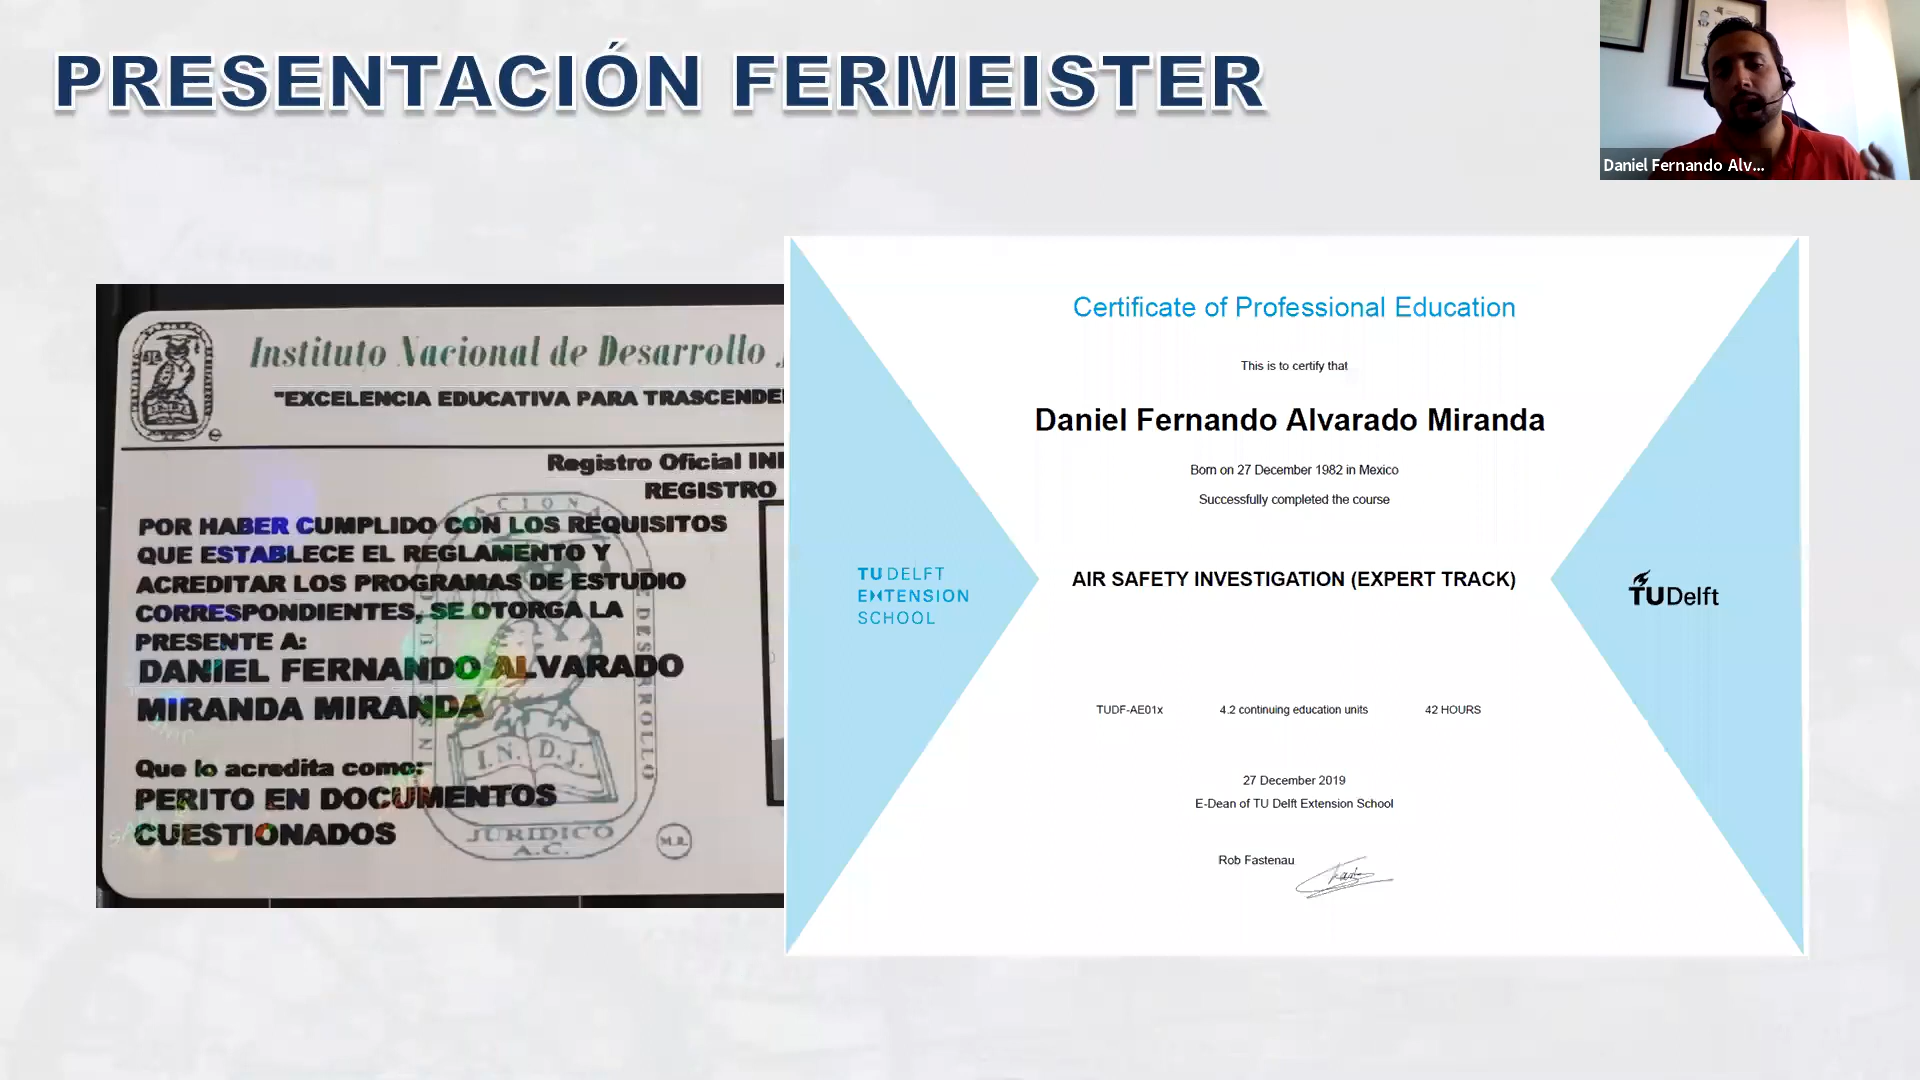 PRESENTACIÓN FERMEISTER
Daniel Fernando Alv...
Instituto Nacional de Desarrollo
"EXCELENCIA EDUCATIVA PARA
Registro Oficial
REGISTRO
POR HABER CUMPLIDO CON LOS REQUISITOS
QUE ESTABLECE EL REGLAMENTO Y
ACREDITAR LOS PROGRAMAS DE ESTUDIO
CORRESPONDIENTES, SE OTORGA LA
PRESENTE A:
DANIEL FERNANDO ALVARADO
MIRANDA MIRANDA
Que lo acredita como:
PERITO EN DOCUMENTOS
CUESTIONADOS
I.N.D.J.
JURIDICO
A.C.
M.R.
Certificate of Professional Education
This is to certify that
Daniel Fernando Alvarado Miranda
Born on 27 December 1982 in Mexico
Successfully completed the course
AIR SAFETY INVESTIGATION (EXPERT TRACK)
TU DELFT
EXTENSION
SCHOOL
TUDelft
TUDF-AE01x 4.2 continuing education units 42 HOURS
27 December 2019
E-Dean of TU Delft Extension School
Rob Fastenau